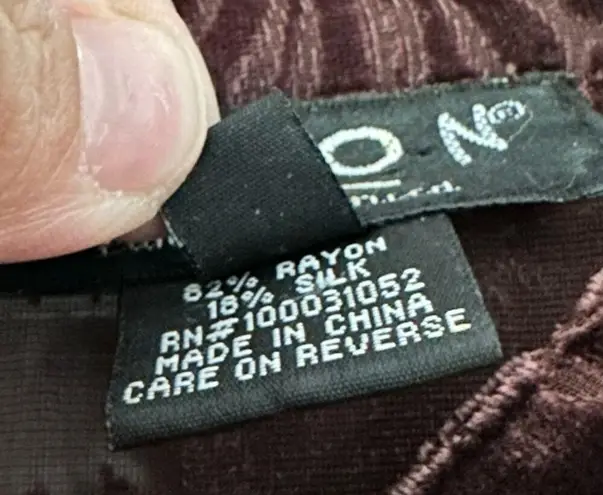 82% RAYON
18% SILK
RN# 100031052
MADE IN CHINA
CARE ON REVERSE